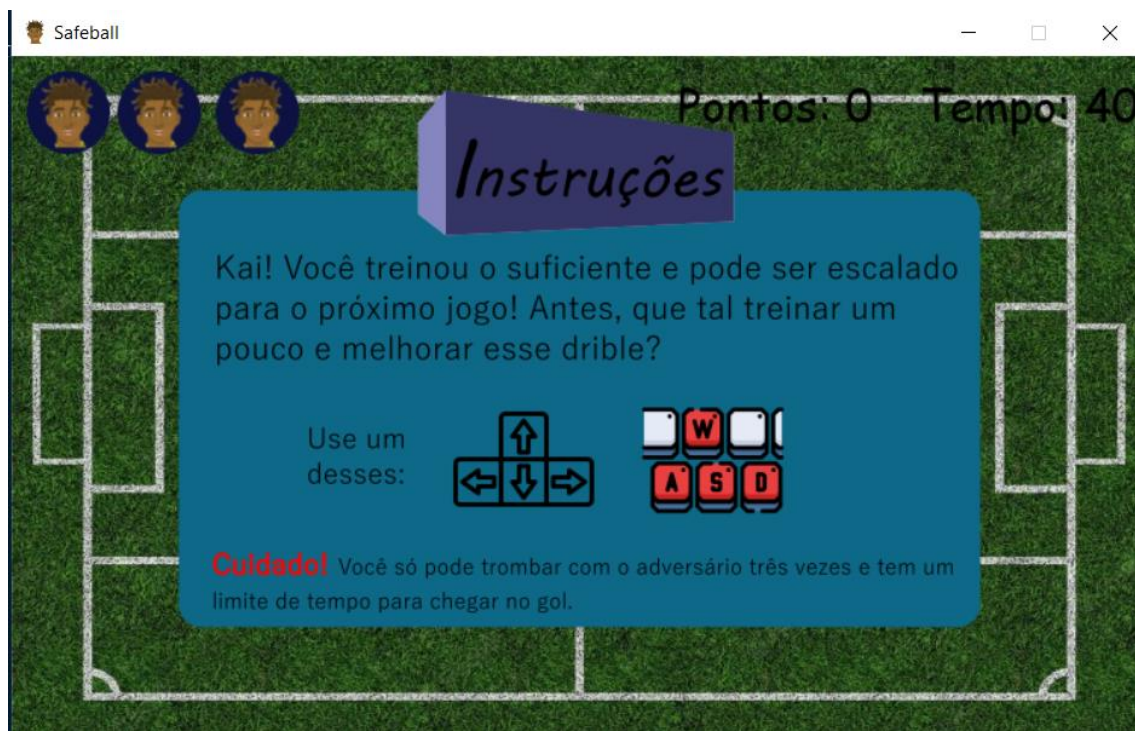 Safeball
Pontos: 0 Tempo: 40
Instruções
Kai! Você treinou o suficiente e pode ser escalado
para o próximo jogo! Antes, que tal treinar um
pouco e melhorar esse drible?
Use um
desses:
W
A S D
Cuidado! Você só pode trombar com o adversário três vezes e tem um
limite de tempo para chegar no gol.